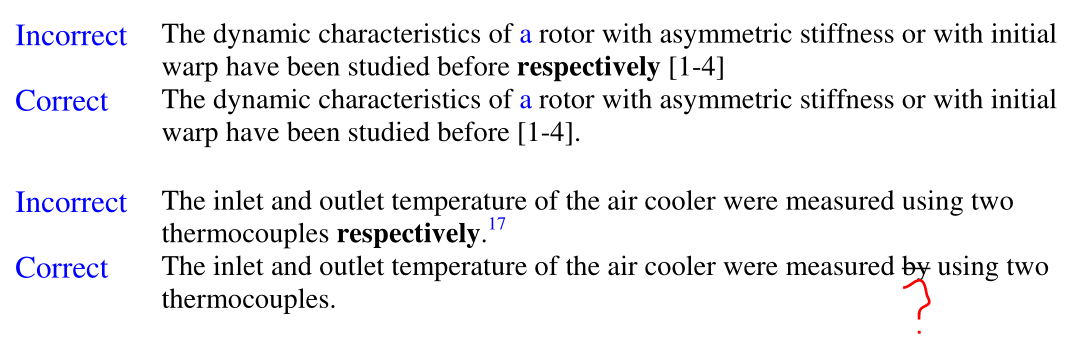 Incorrect The dynamic characteristics of a rotor with asymmetric stiffness or with initial
warp have been studied before respectively [1-4]
Correct The dynamic characteristics of a rotor with asymmetric stiffness or with initial
warp have been studied before [1-4].
Incorrect The inlet and outlet temperature of the air cooler were measured using two
thermocouples respectively.17
Correct The inlet and outlet temperature of the air cooler were measured by using two
thermocouples.
?